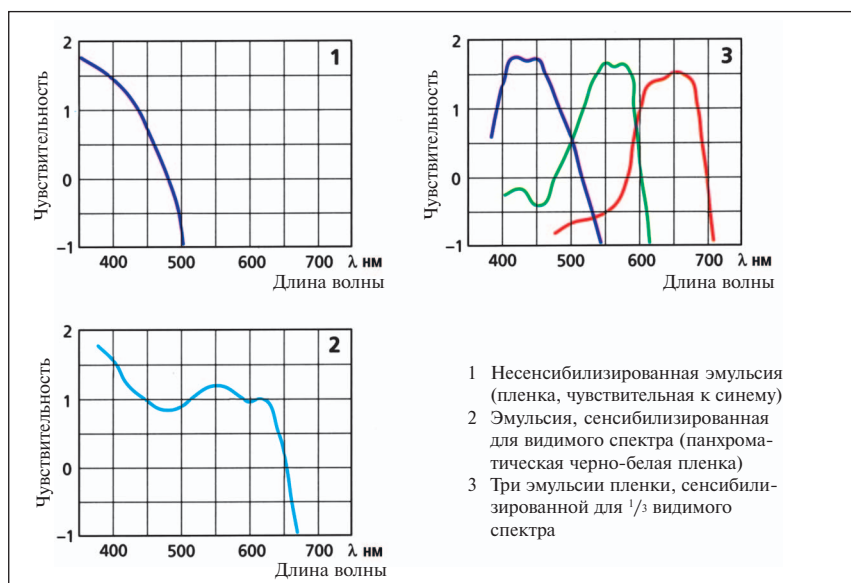 2
1
0
–1
Чувствительность
1
400 500 600 700 λ нм
Длина волны
2
1
0
–1
Чувствительность
3
400 500 600 700 λ нм
Длина волны
2
1
0
–1
Чувствительность
2
400 500 600 700 λ нм
Длина волны
1 Несенсибилизированная эмульсия
(пленка, чувствительная к синему)
2 Эмульсия, сенсибилизированная
для видимого спектра (панхрома-
тическая черно-белая пленка)
3 Три эмульсии пленки, сенсибили-
зированной для 1/3 видимого
спектра